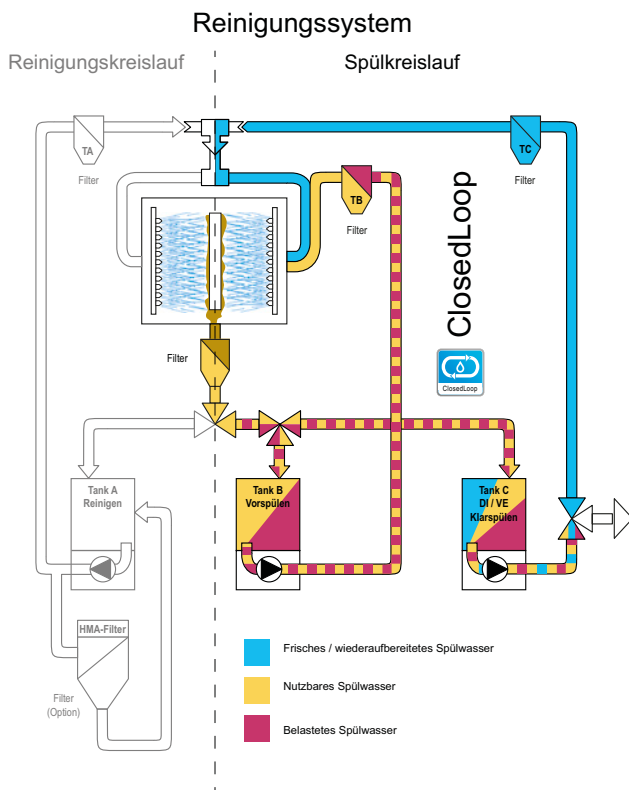 Reinigungssystem
Reinigungskreislauf
Spülkreislauf
TA
Filter
TC
Filter
TB
Filter
ClosedLoop
ClosedLoop
Filter
Tank A
Reinigen
Tank B
Vorspülen
Tank C
DI / VE
Klarspülen
HMA-Filter
Filter
(Option)
Frisches / wiederaufbereitetes Spülwasser
Nutzbares Spülwasser
Belastetes Spülwasser